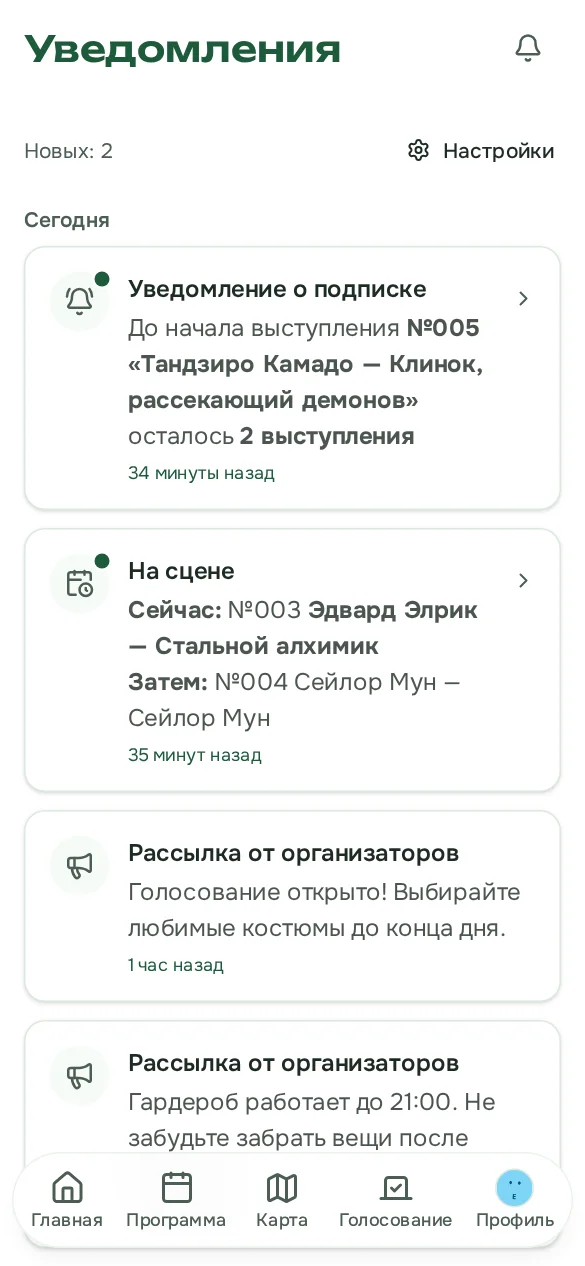 Уведомления
Новых: 2
Настройки
Сегодня
Уведомление о подписке
До начала выступления №005
«Тандзиро Камадо — Клинок,
рассекающий демонов»
осталось 2 выступления
34 минуты назад
На сцене
Сейчас: №003 Эдвард Элрик
— Стальной алхимик
Затем: №004 Сейлор Мун —
Сейлор Мун
35 минут назад
Рассылка от организаторов
Голосование открыто! Выбирайте
любимые костюмы до конца дня.
1 час назад
Рассылка от организаторов
Гардероб работает до 21:00. Не
забудьте забрать вещи после
Главная
Программа
Карта
Голосование
Профиль